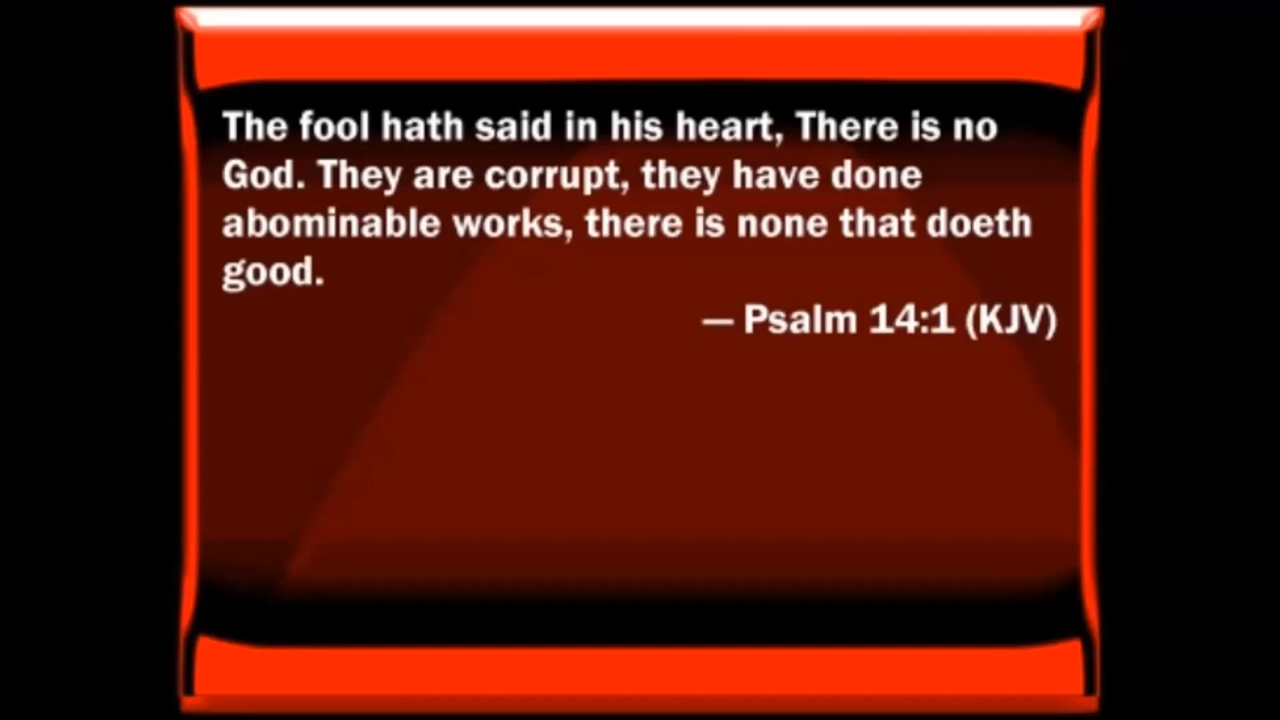 The fool hath said in his heart, There is no
God. They are corrupt, they have done
abominable works, there is none that doeth
good.
— Psalm 14:1 (KJV)